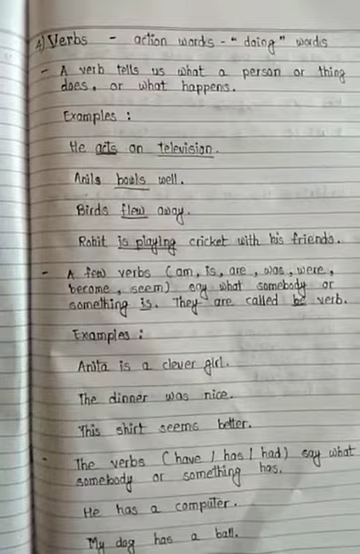 A) Verbs - action words - "doing" words
- A verb tells us what a person or thing
does, or what happens.
Examples :
He acts on television.
Anils bowls well.
Birds flew away.
Rohit is playing cricket with his friends.
- A few verbs (am, is, are, was, were,
become, seem) say what somebody or
something is. They are called be verb.
Examples :
Anita is a clever girl.
The dinner was nice.
This shirt seems better.
- The verbs (have / has / had) say what
somebody or something has.
He has a computer.
My dog has a ball.